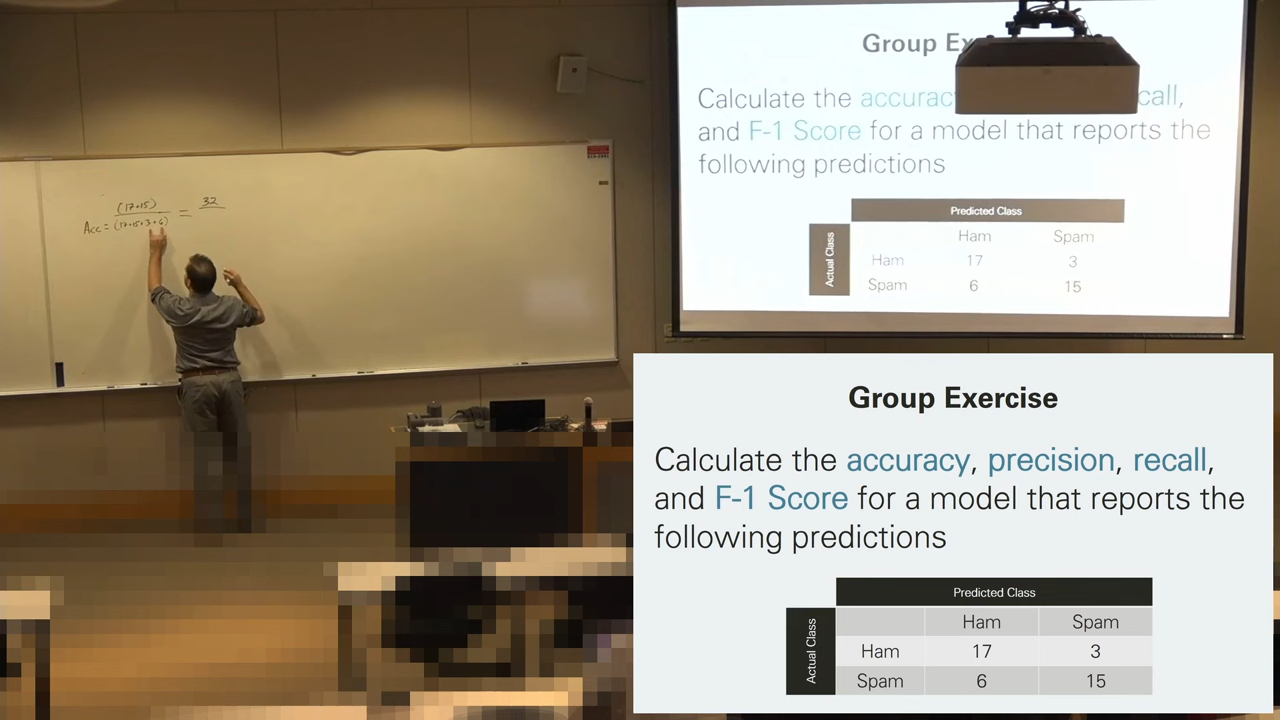 (17+15)
Acc = (17+15+3+6) = 32
Group Ex
Calculate the accurac call,
and F-1 Score for a model that reports the
following predictions
Predicted Class
Actual Class
Ham Spam
Ham 17 3
Spam 6 15
Group Exercise
Calculate the accuracy, precision, recall,
and F-1 Score for a model that reports the
following predictions
Predicted Class
Actual Class
Ham Spam
Ham 17 3
Spam 6 15